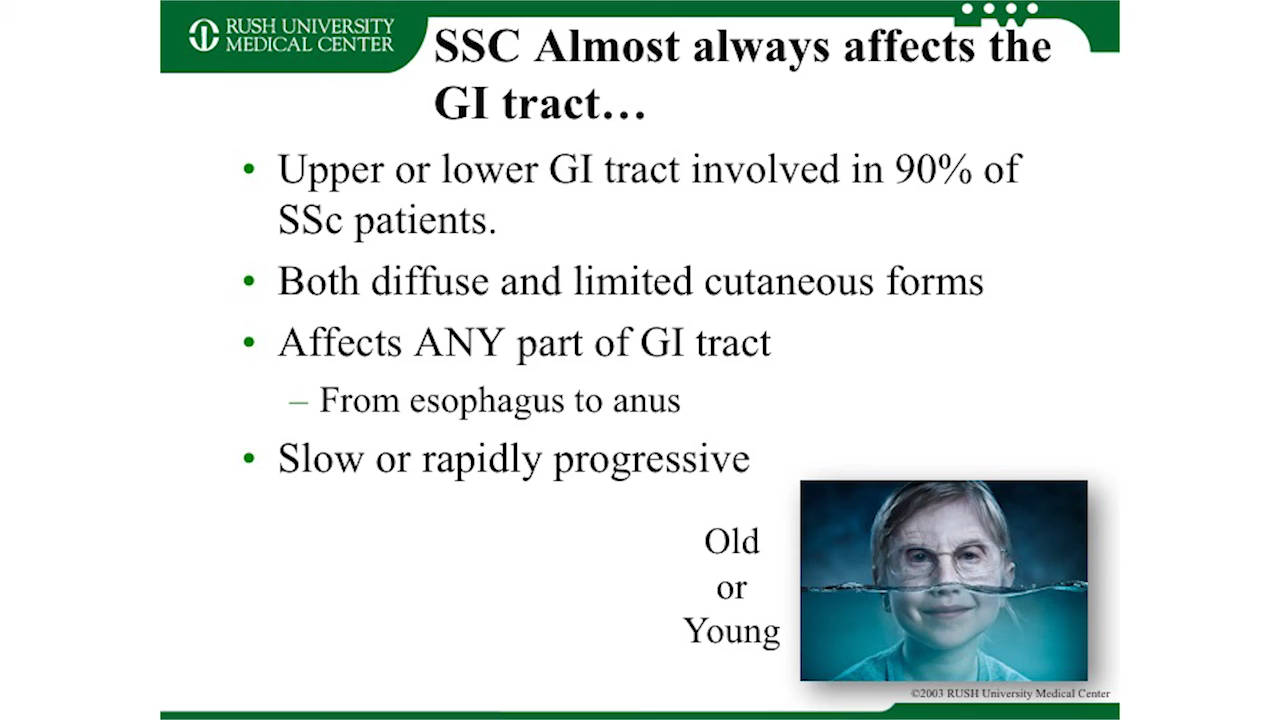 RUSH UNIVERSITY
MEDICAL CENTER
SSC Almost always affects the
GI tract…
• Upper or lower GI tract involved in 90% of
SSc patients.
• Both diffuse and limited cutaneous forms
• Affects ANY part of GI tract
– From esophagus to anus
• Slow or rapidly progressive
Old
or
Young
©2003 RUSH University Medical Center